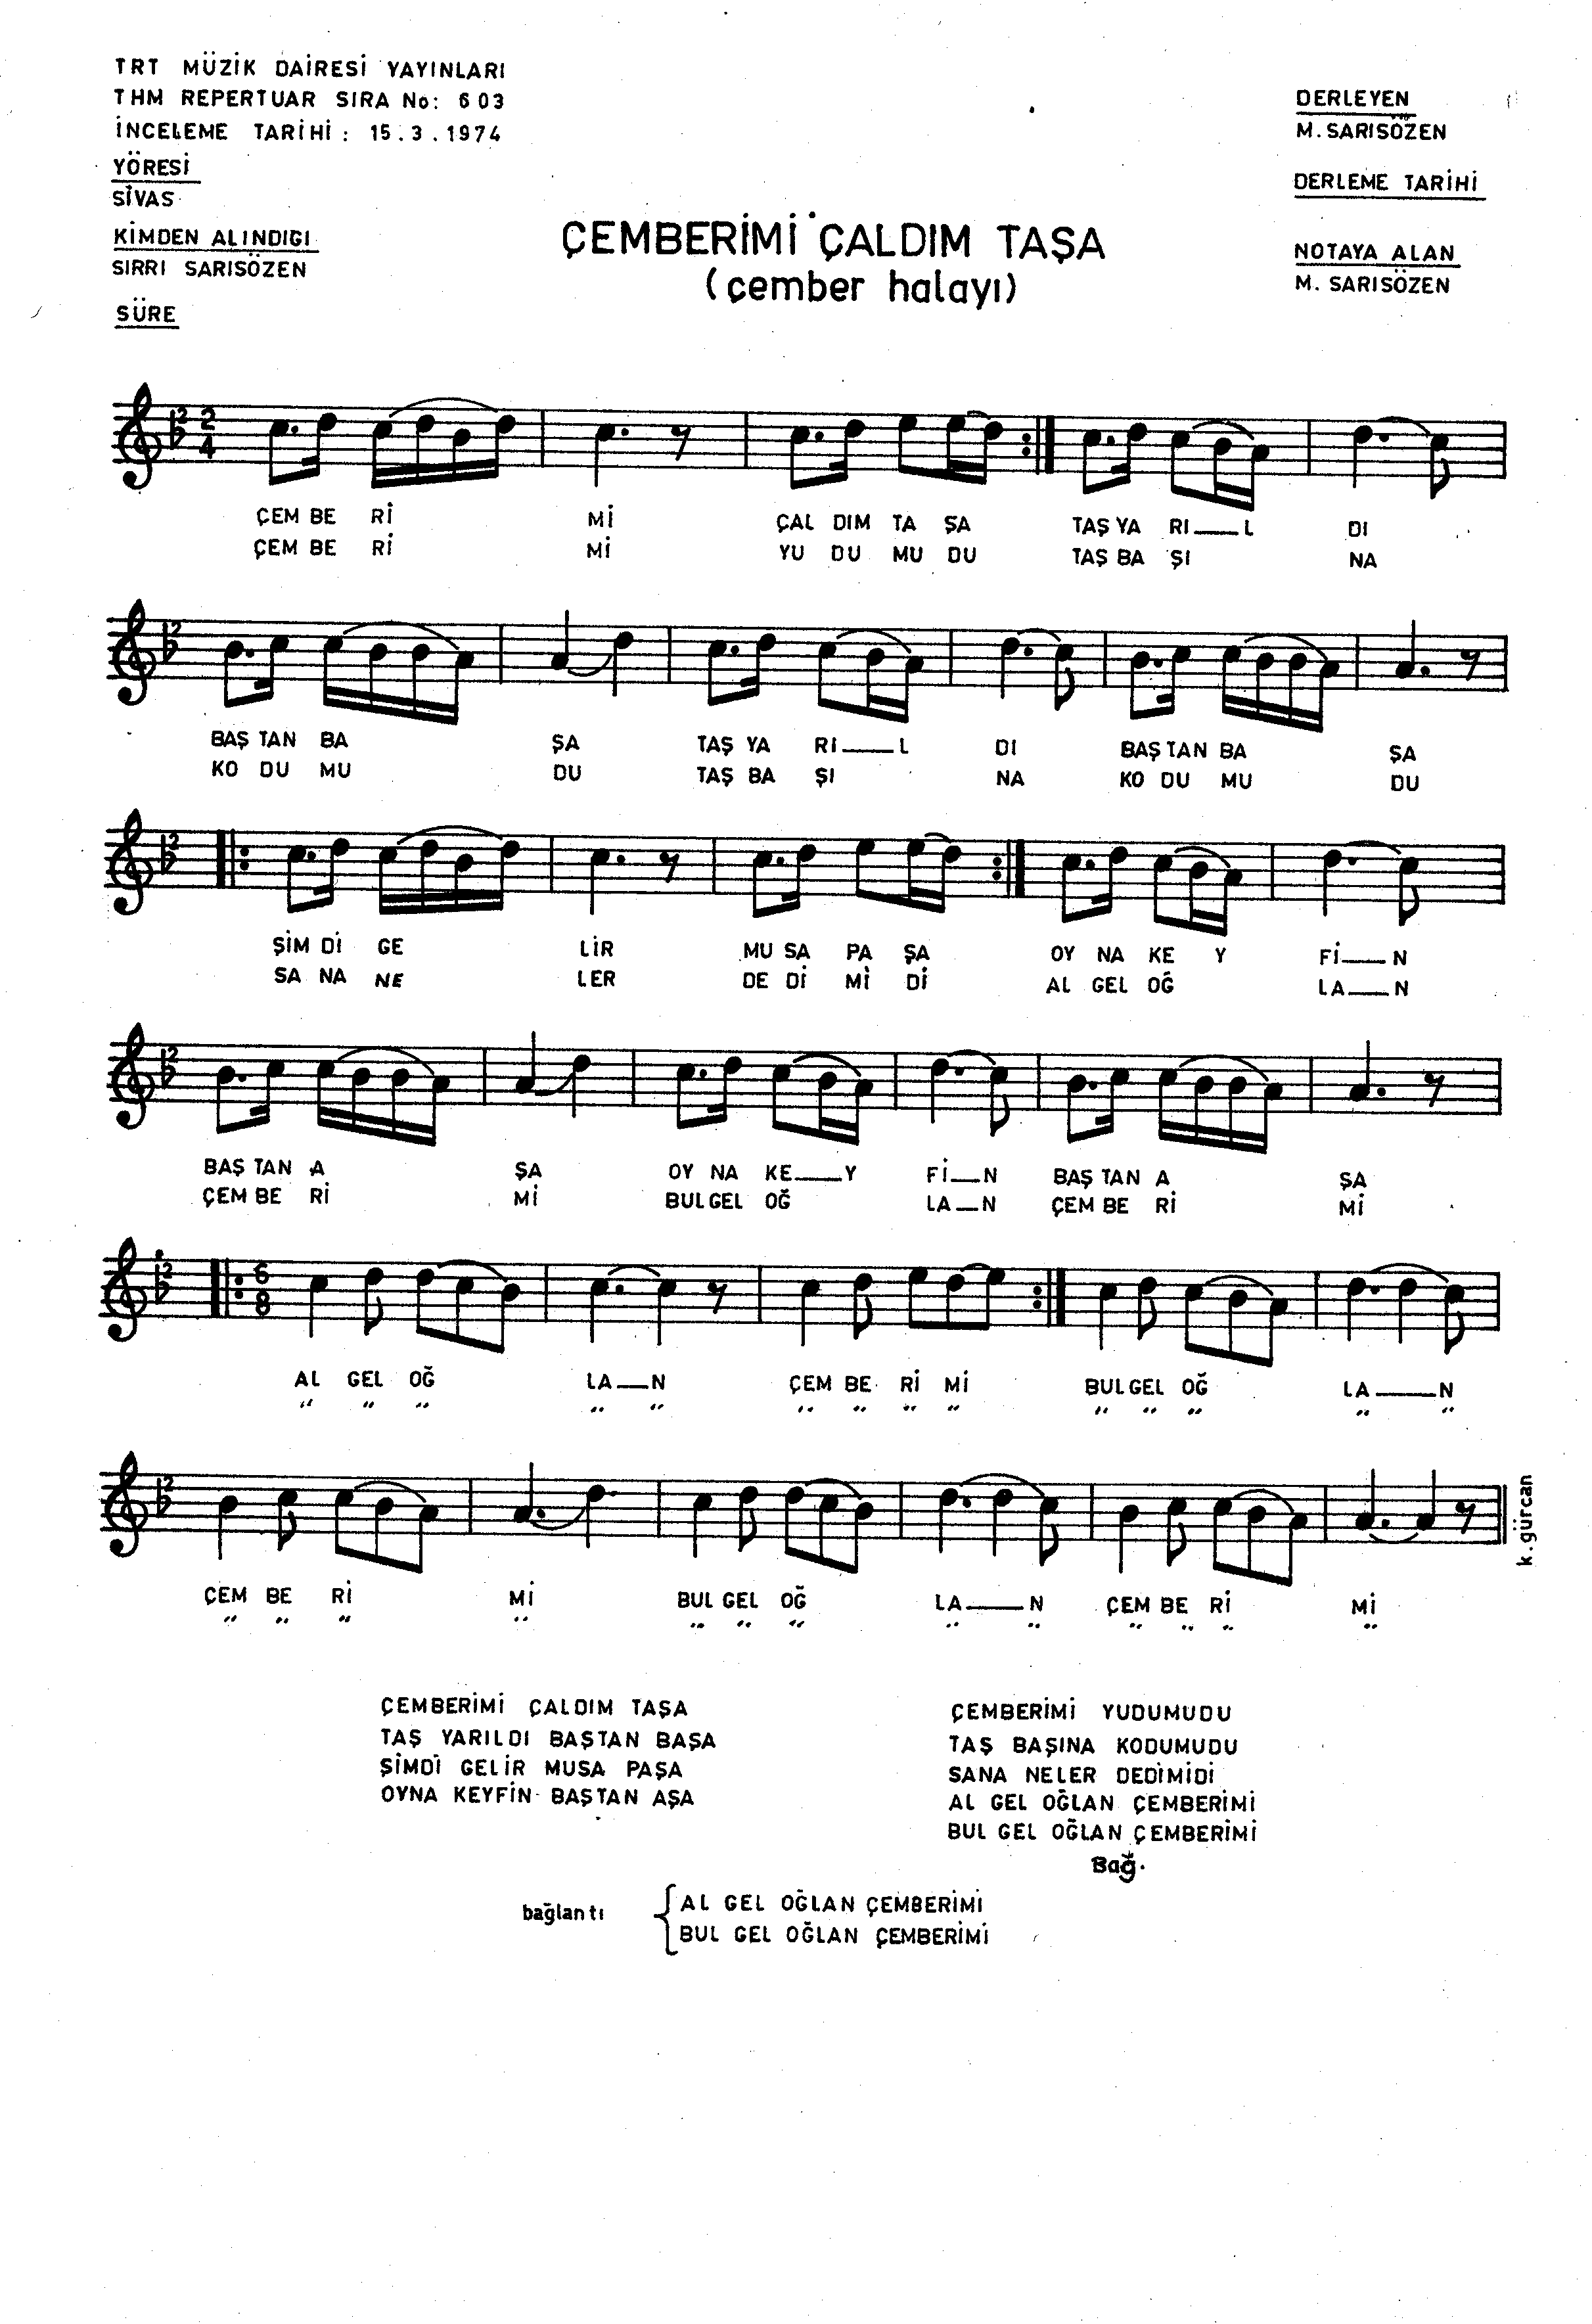 TRT MÜZİK DAİRESİ YAYINLARI
THM REPERTUAR SIRA No: 603
İNCELEME TARİHİ : 15.3.1974
YÖRESİ
SİVAS
KİMDEN ALINDIGI
SIRRI SARISÖZEN
SÜRE
DERLEYEN
M. SARISÖZEN
DERLEME TARİHİ
NOTAYA ALAN
M. SARISÖZEN
ÇEMBERİMİ ÇALDIM TAŞA
(çember halayı)
2 2 4
ÇEM BE Rİ Mİ ÇAL DIM TA ŞA TAŞ YA RI—L DI
ÇEM BE Rİ Mİ YU DU MU DU TAŞ BA ŞI NA
2
BAŞ TAN BA ŞA TAŞ YA RI—L DI BAŞ TAN BA ŞA
KO DU MU DU TAŞ BA ŞI NA KO DU MU DU
2
ŞİM Dİ GE LİR MU SA PA ŞA OY NA KE Y Fİ—N
SA NA NE LER DE Dİ Mİ Dİ AL GEL OĞ LA—N
2
BAŞ TAN A ŞA OY NA KE—Y Fİ—N BAŞ TAN A ŞA
ÇEM BE Rİ Mİ BUL GEL OĞ LA—N ÇEM BE Rİ Mİ
2 6 8
AL GEL OĞ LA—N ÇEM BE Rİ Mİ BUL GEL OĞ LA—N
" " " " " " " " " " " " " "
2
k.gürcan
ÇEM BE Rİ Mİ BUL GEL OĞ LA—N ÇEM BE Rİ Mİ
" " " " " " " " " " " " "
ÇEMBERİMİ ÇALDIM TAŞA
TAŞ YARILDI BAŞTAN BAŞA
ŞİMDİ GELİR MUSA PAŞA
OYNA KEYFİN BAŞTAN AŞA
ÇEMBERİMİ YUDUMUDU
TAŞ BAŞINA KODUMUDU
SANA NELER DEDİMİDİ
AL GEL OĞLAN ÇEMBERİMİ
BUL GEL OĞLAN ÇEMBERİMİ
Bağ.
bağlantı
AL GEL OĞLAN ÇEMBERİMİ
BUL GEL OĞLAN ÇEMBERİMİ